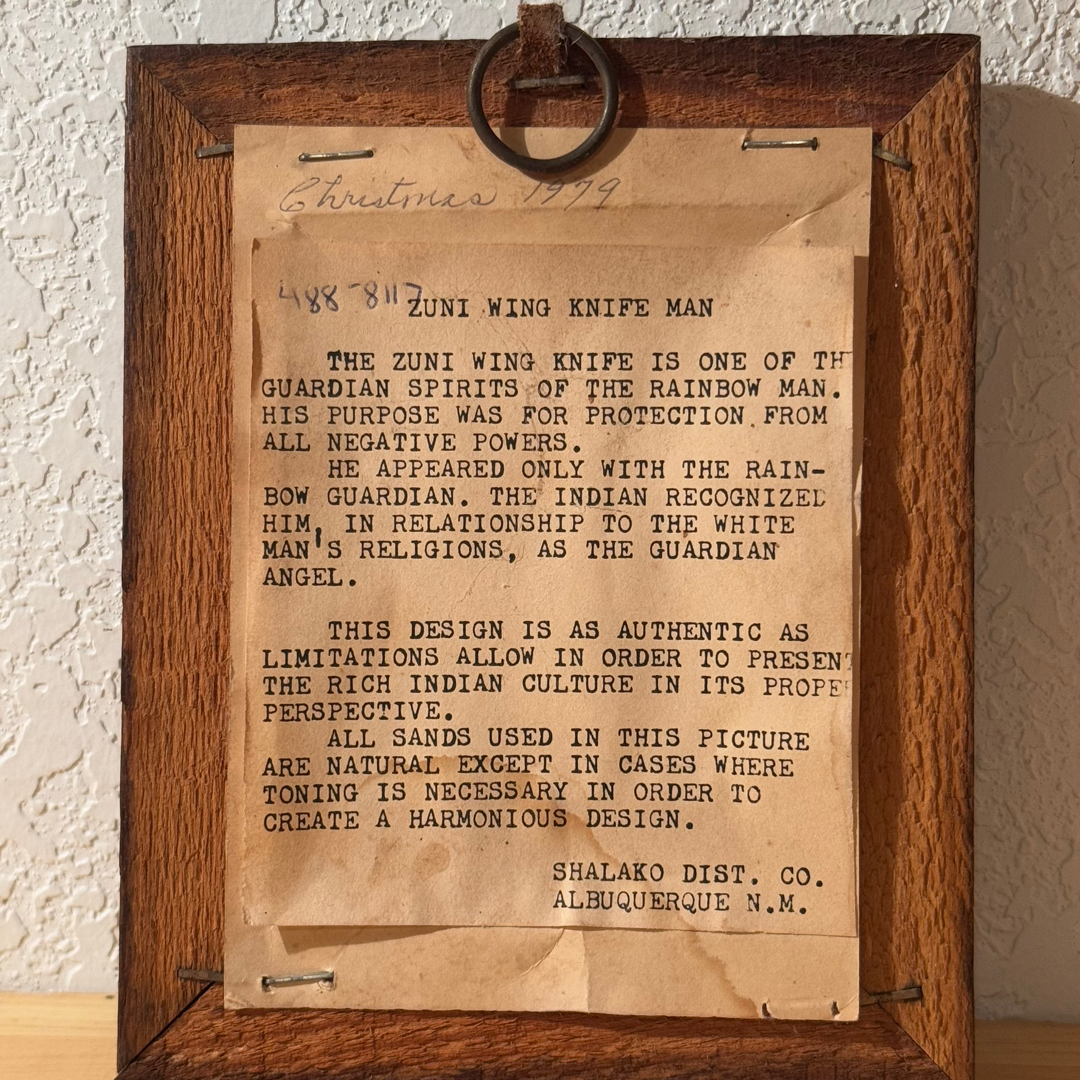 Christmas 1979
488-8117
ZUNI WING KNIFE MAN
THE ZUNI WING KNIFE IS ONE OF TH
GUARDIAN SPIRITS OF THE RAINBOW MAN.
HIS PURPOSE WAS FOR PROTECTION FROM
ALL NEGATIVE POWERS.
HE APPEARED ONLY WITH THE RAIN-
BOW GUARDIAN. THE INDIAN RECOGNIZED
HIM, IN RELATIONSHIP TO THE WHITE
MAN'S RELIGIONS, AS THE GUARDIAN
ANGEL.
THIS DESIGN IS AS AUTHENTIC AS
LIMITATIONS ALLOW IN ORDER TO PRESENT
THE RICH INDIAN CULTURE IN ITS PROPE
PERSPECTIVE.
ALL SANDS USED IN THIS PICTURE
ARE NATURAL EXCEPT IN CASES WHERE
TONING IS NECESSARY IN ORDER TO
CREATE A HARMONIOUS DESIGN.
SHALAKO DIST. CO.
ALBUQUERQUE N.M.